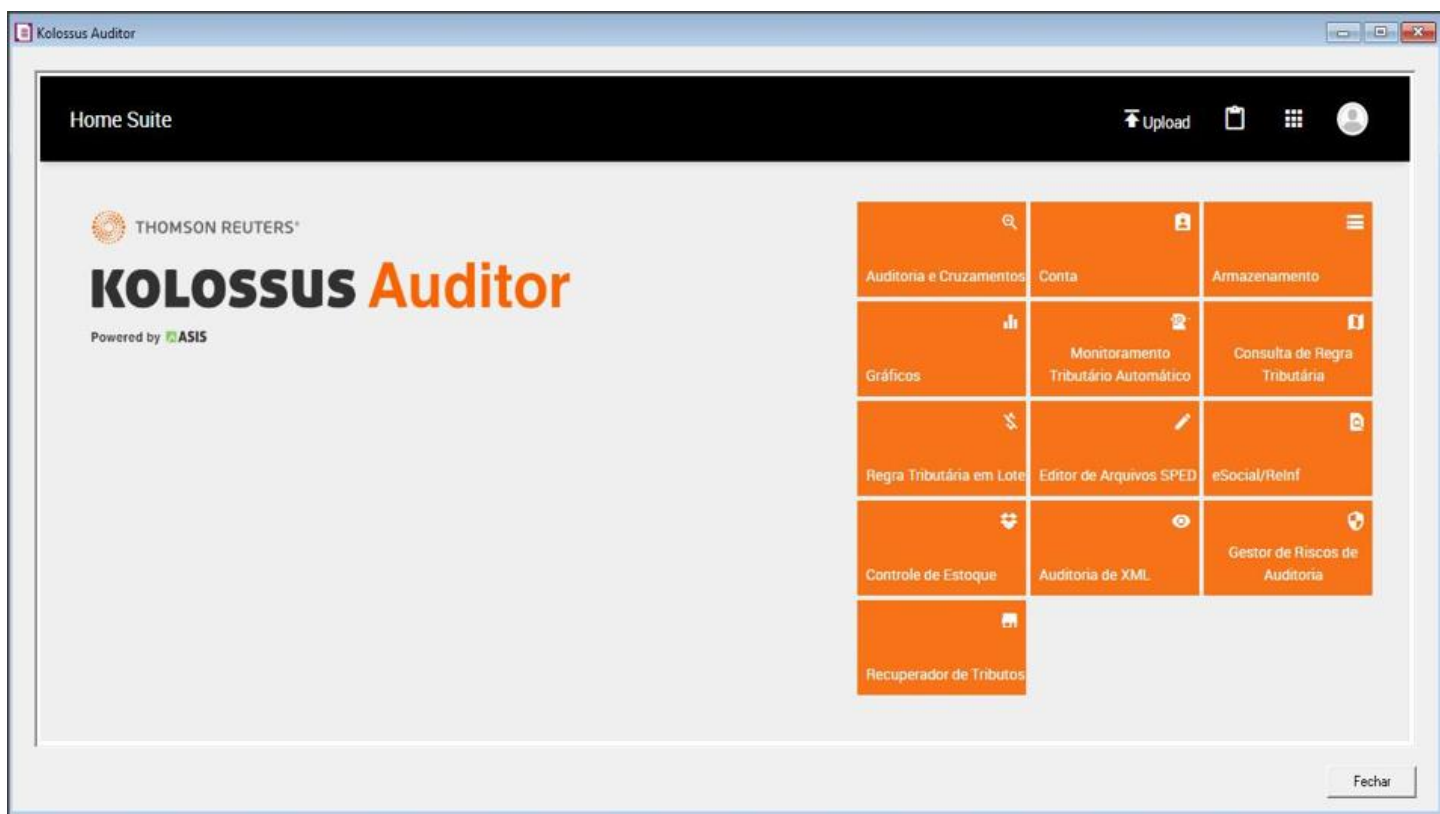 Kolossus Auditor
Home Suite
Upload
THOMSON REUTERS®
KOLOSSUS Auditor
Powered by ASIS
Auditoria e Cruzamentos
Conta
Armazenamento
Gráficos
Monitoramento
Tributário Automático
Consulta de Regra
Tributária
Regra Tributária em Lote
Editor de Arquivos SPED
eSocial/ReInf
Controle de Estoque
Auditoria de XML
Gestor de Riscos de
Auditoria
Recuperador de Tributos
Fechar